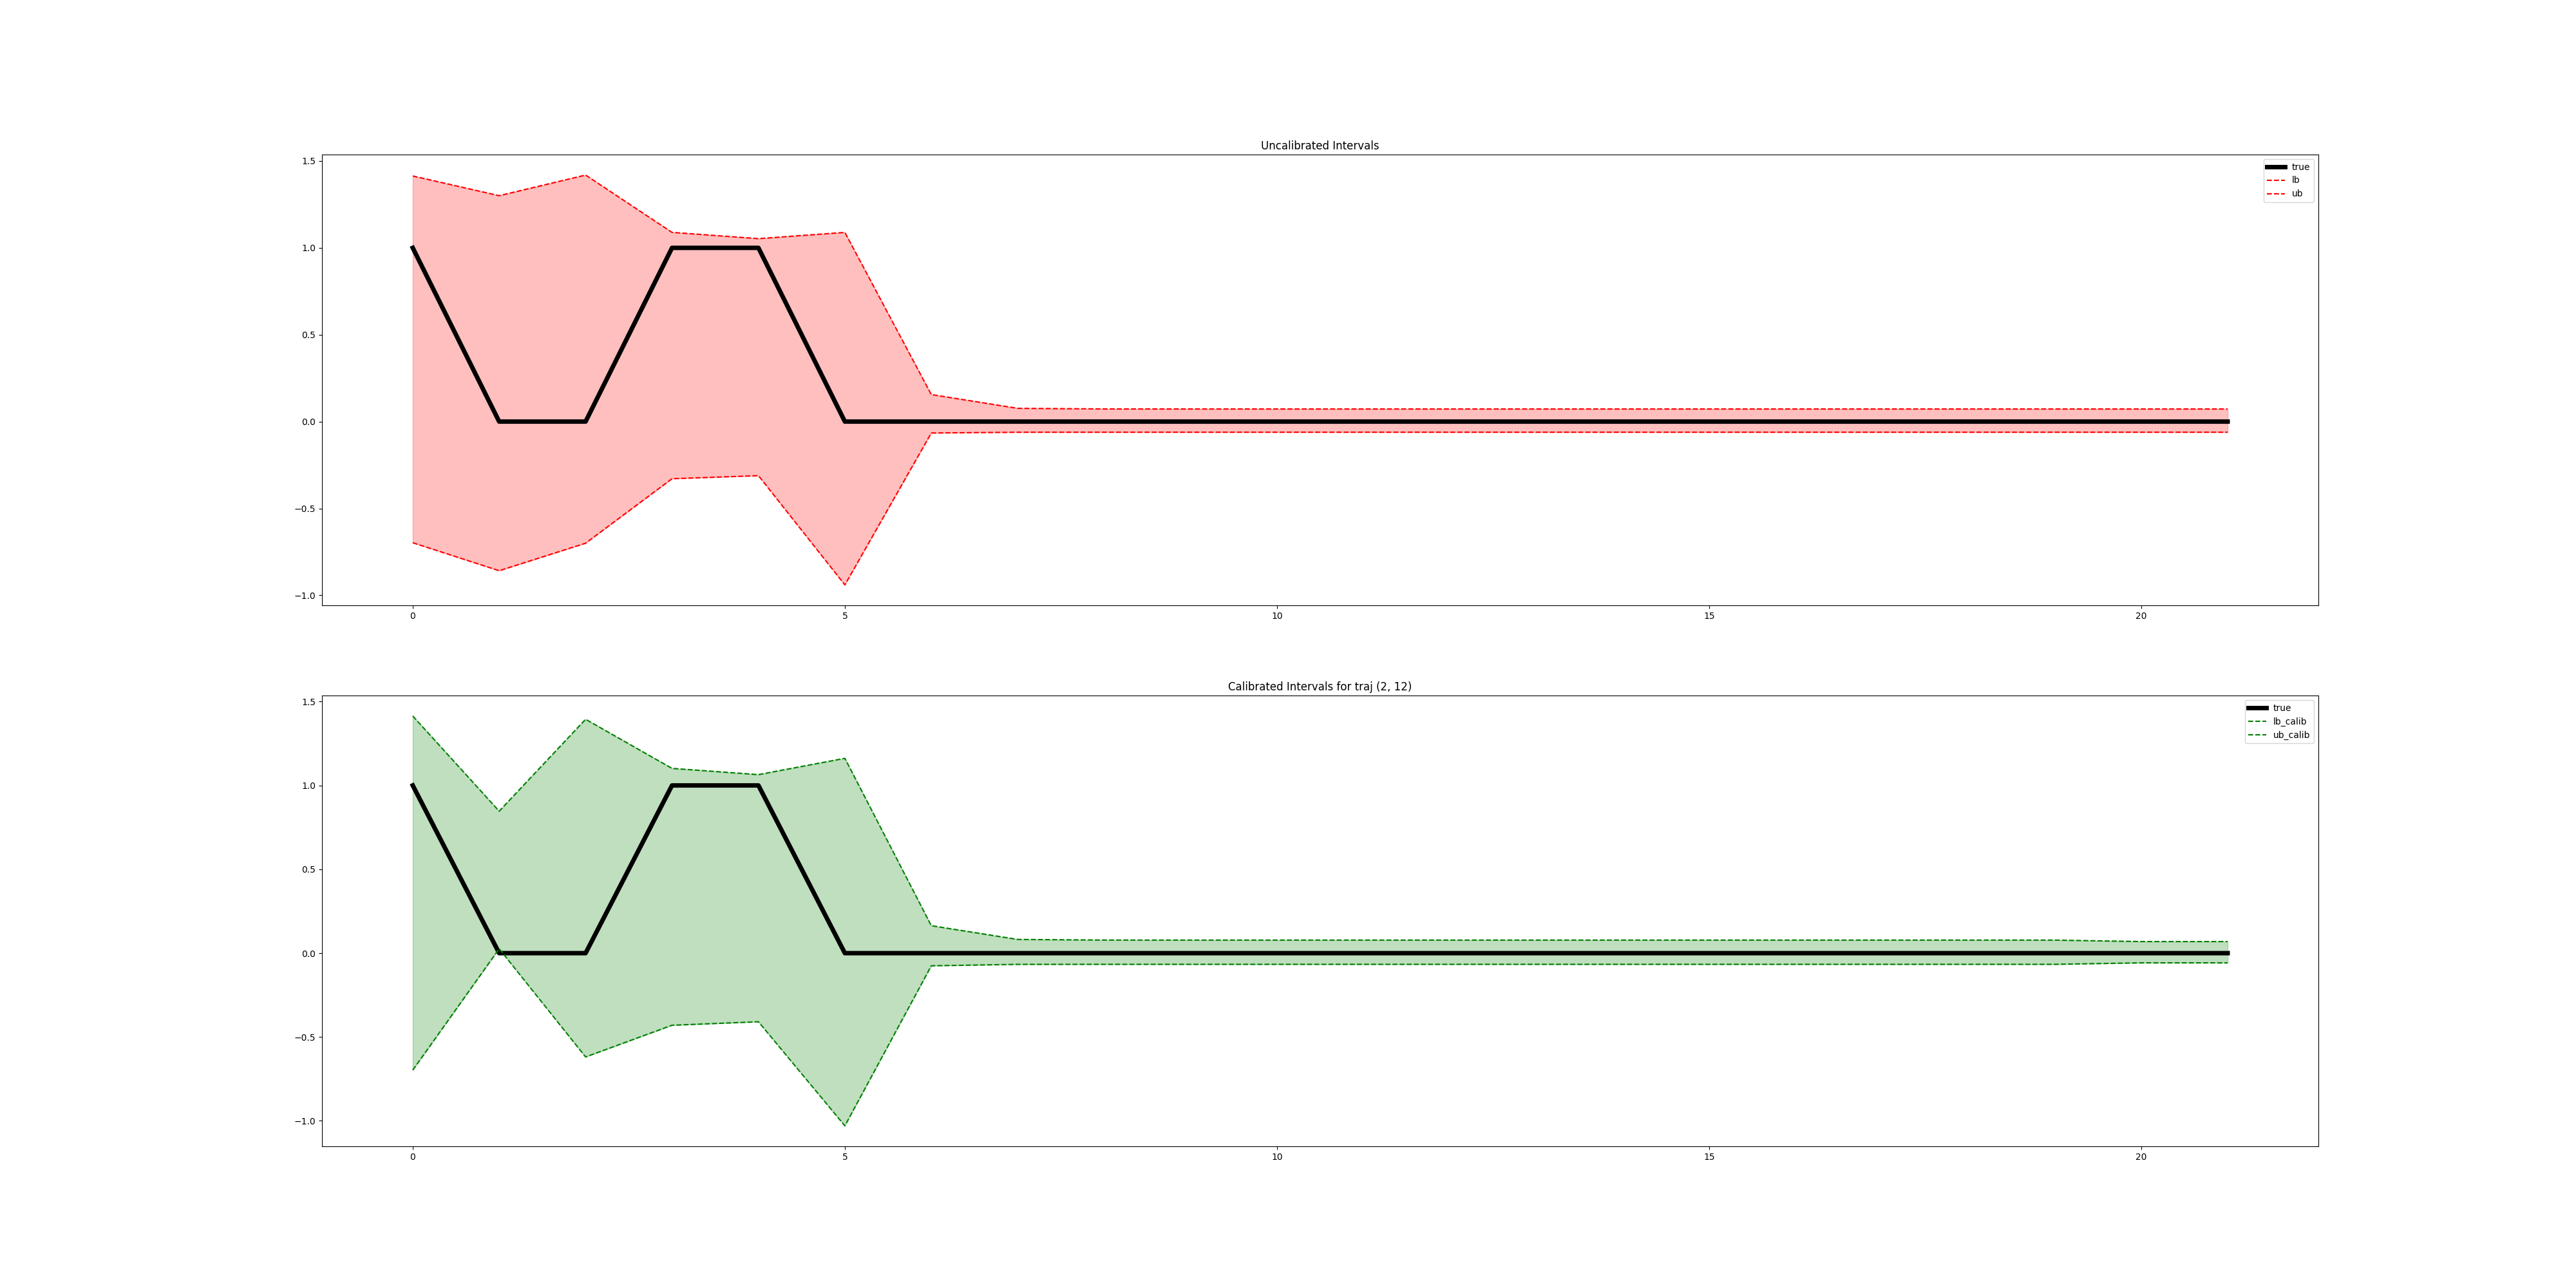 Uncalibrated Intervals
1.5
1.0
0.5
0.0
−0.5
−1.0
true
lb
ub
0 5 10 15 20
Calibrated Intervals for traj (2, 12)
1.5
1.0
0.5
0.0
−0.5
−1.0
true
lb_calib
ub_calib
0 5 10 15 20